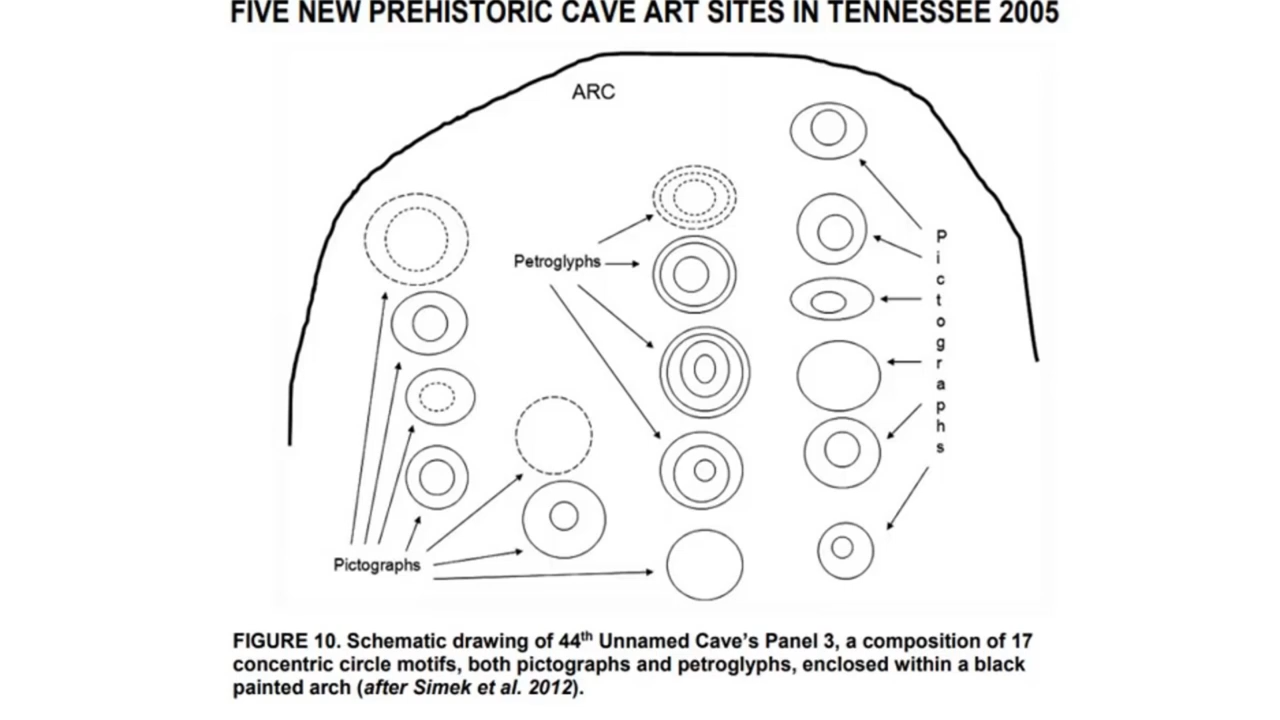 FIVE NEW PREHISTORIC CAVE ART SITES IN TENNESSEE 2005
ARC
Petroglyphs
Pictographs
Pictographs
FIGURE 10. Schematic drawing of 44th Unnamed Cave's Panel 3, a composition of 17
concentric circle motifs, both pictographs and petroglyphs, enclosed within a black
painted arch (after Simek et al. 2012).